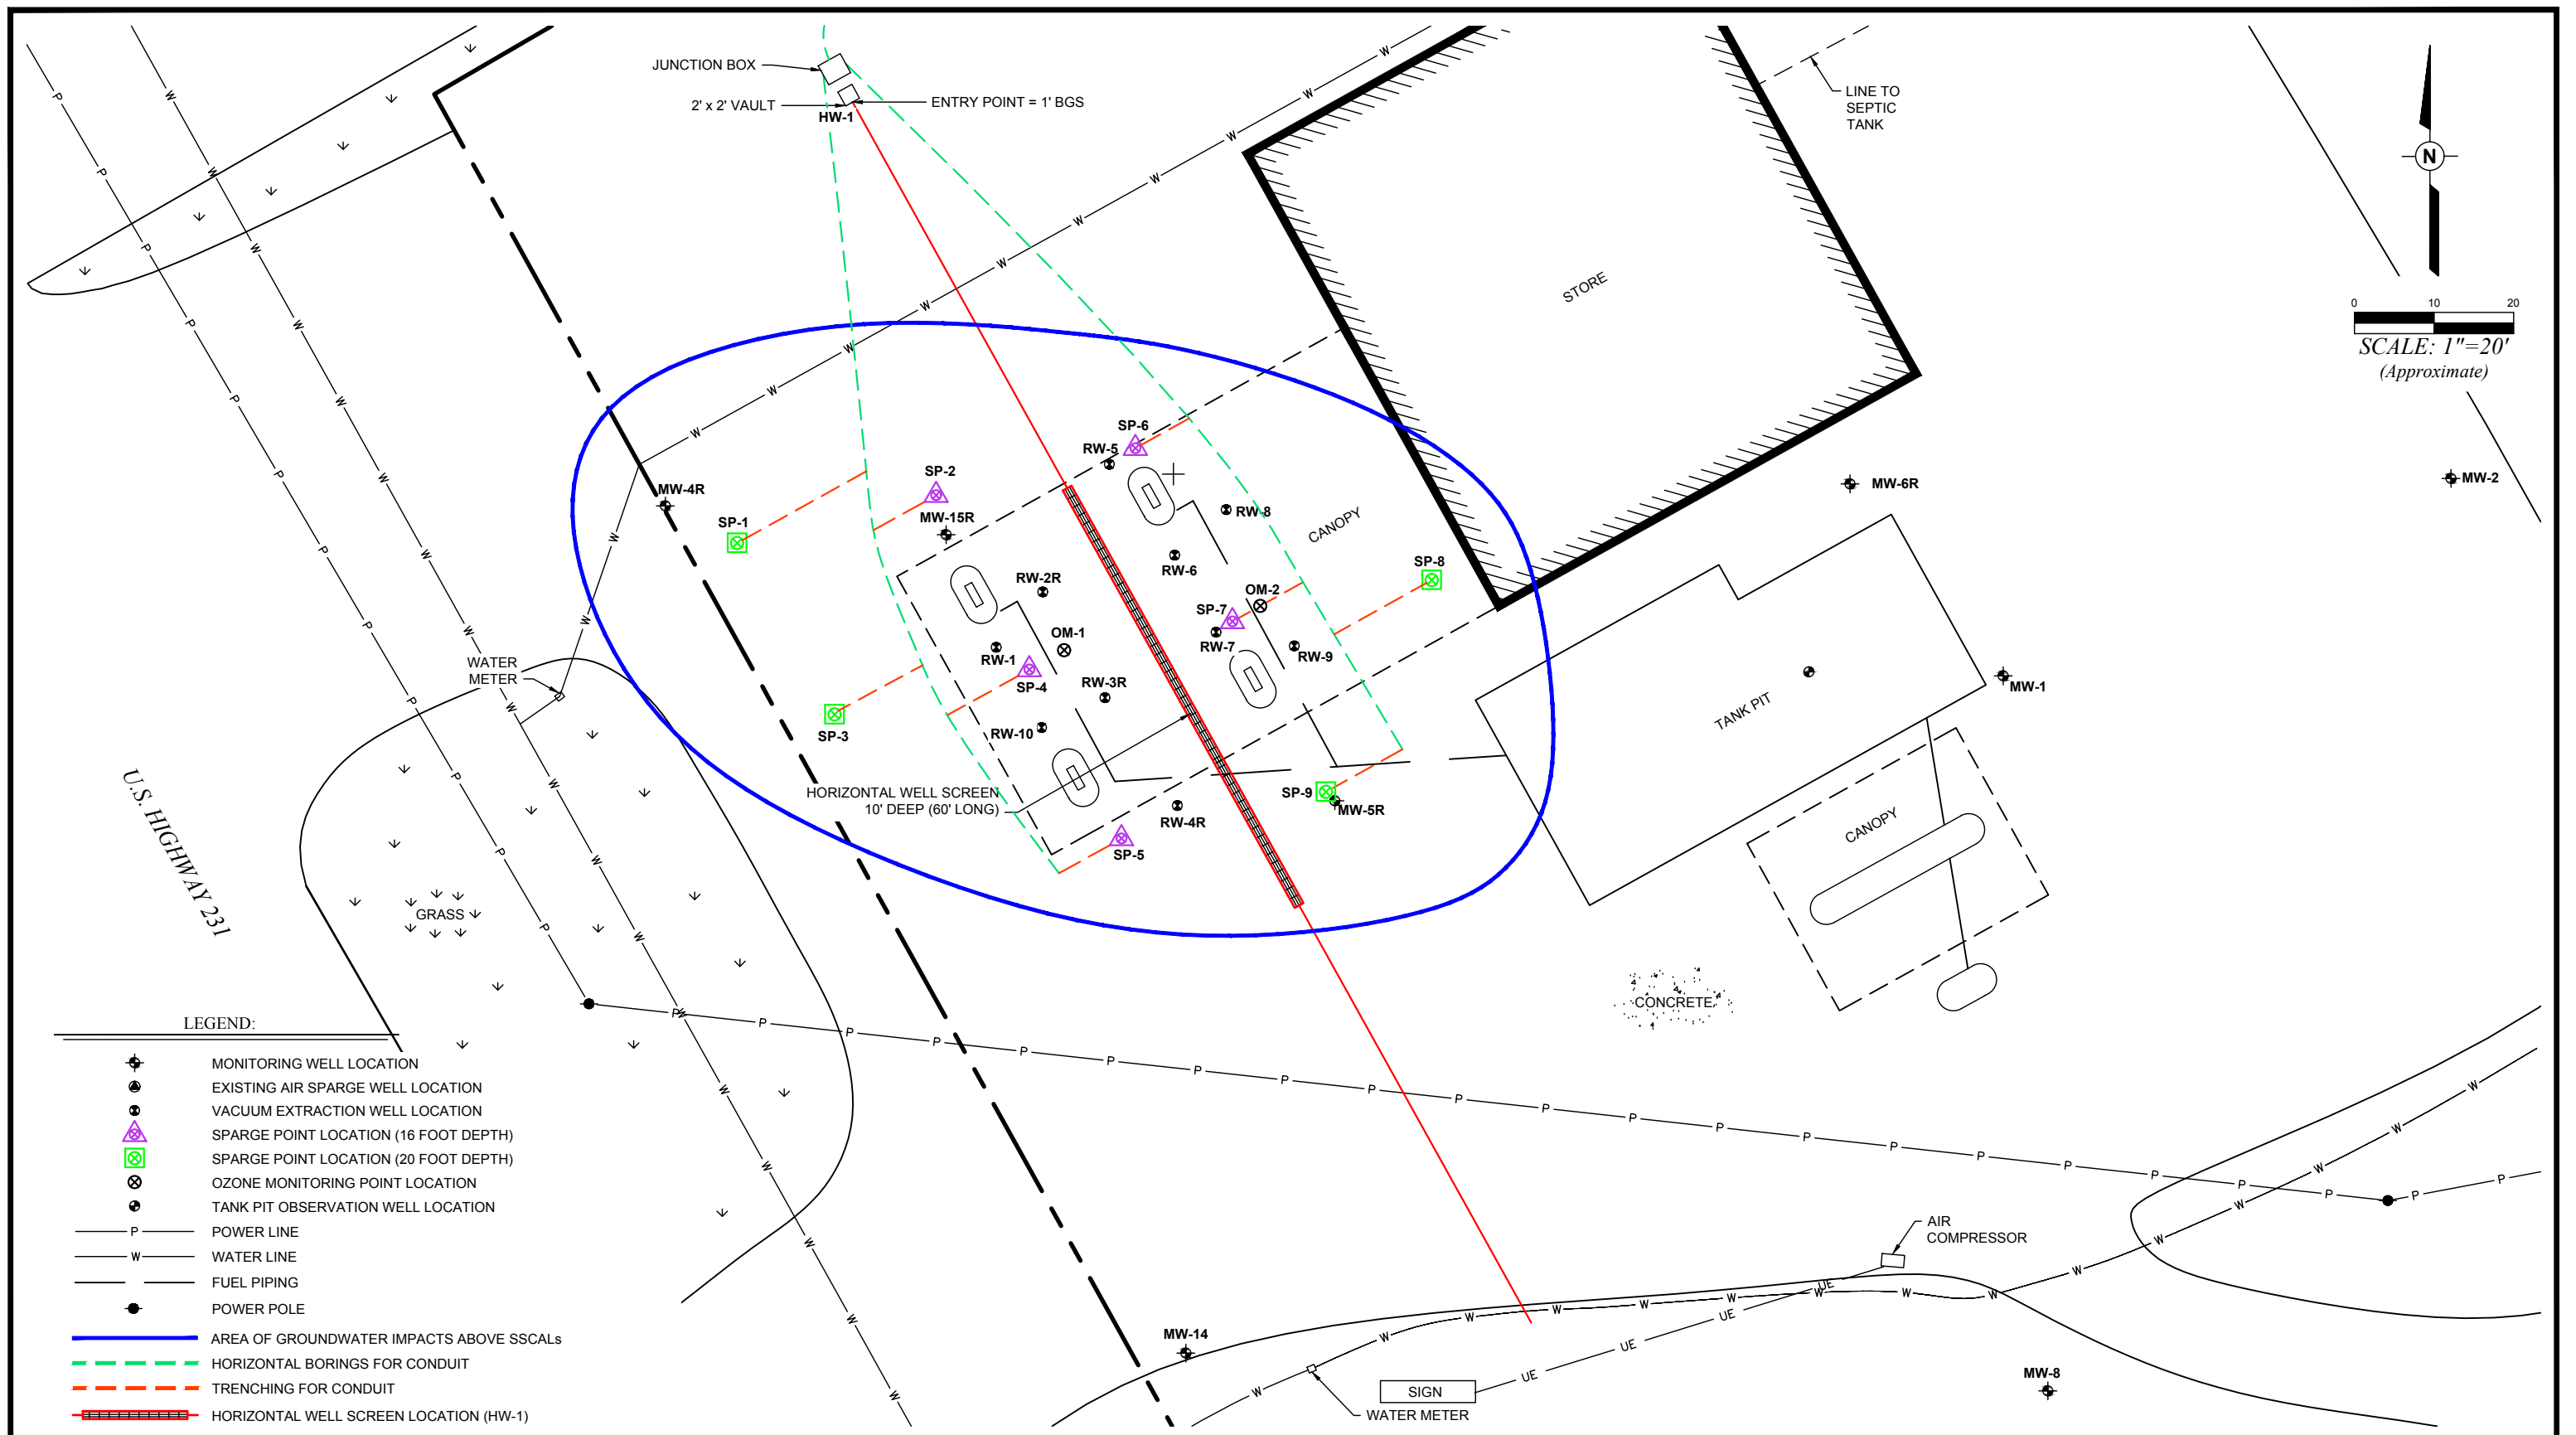 JUNCTION BOX
2' x 2' VAULT
ENTRY POINT = 1' BGS
HW-1
LINE TO
SEPTIC
TANK
N
0 10 20
SCALE: 1"=20'
(Approximate)
STORE
SP-6
RW-5
SP-2
MW-4R
MW-15R
SP-1
RW-8
CANOPY
RW-6
MW-6R
MW-2
SP-8
RW-2R
OM-2
SP-7
OM-1
RW-7
RW-9
RW-1
SP-4
RW-3R
WATER
METER
SP-3
RW-10
TANK PIT
MW-1
HORIZONTAL WELL SCREEN
10' DEEP (60' LONG)
SP-9
MW-5R
RW-4R
SP-5
CANOPY
U.S. HIGHWAY 231
GRASS
CONCRETE
AIR
COMPRESSOR
MW-14
SIGN
WATER METER
MW-8
UE UE UE UE
LEGEND:
MONITORING WELL LOCATION
EXISTING AIR SPARGE WELL LOCATION
VACUUM EXTRACTION WELL LOCATION
SPARGE POINT LOCATION (16 FOOT DEPTH)
SPARGE POINT LOCATION (20 FOOT DEPTH)
OZONE MONITORING POINT LOCATION
TANK PIT OBSERVATION WELL LOCATION
P POWER LINE
W WATER LINE
FUEL PIPING
POWER POLE
AREA OF GROUNDWATER IMPACTS ABOVE SSCALs
HORIZONTAL BORINGS FOR CONDUIT
TRENCHING FOR CONDUIT
HORIZONTAL WELL SCREEN LOCATION (HW-1)